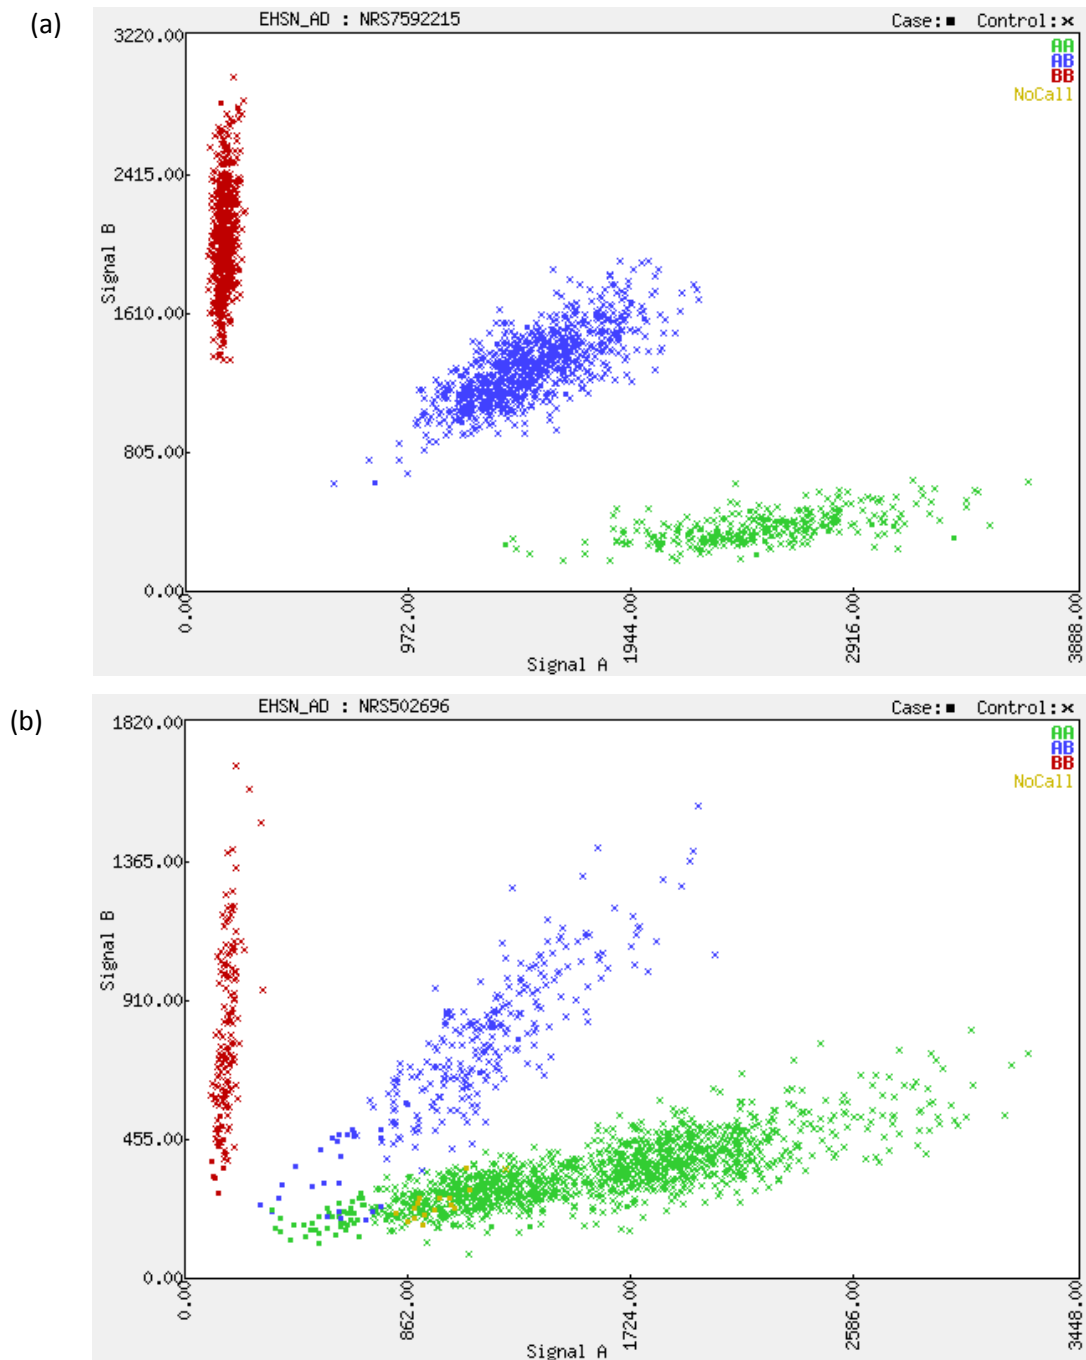 (a)
EHSN_AD : NRS7592215 Case:■ Control:×
3220.00
AA
AB
BB
NoCall
2415.00
Signal B
1610.00
805.00
0.00
0.00 972.00 1944.00 2916.00 3888.00
Signal A
(b)
EHSN_AD : NRS502696 Case:■ Control:×
1820.00
AA
AB
BB
NoCall
1365.00
Signal B
910.00
455.00
0.00
0.00 862.00 1724.00 2586.00 3448.00
Signal A